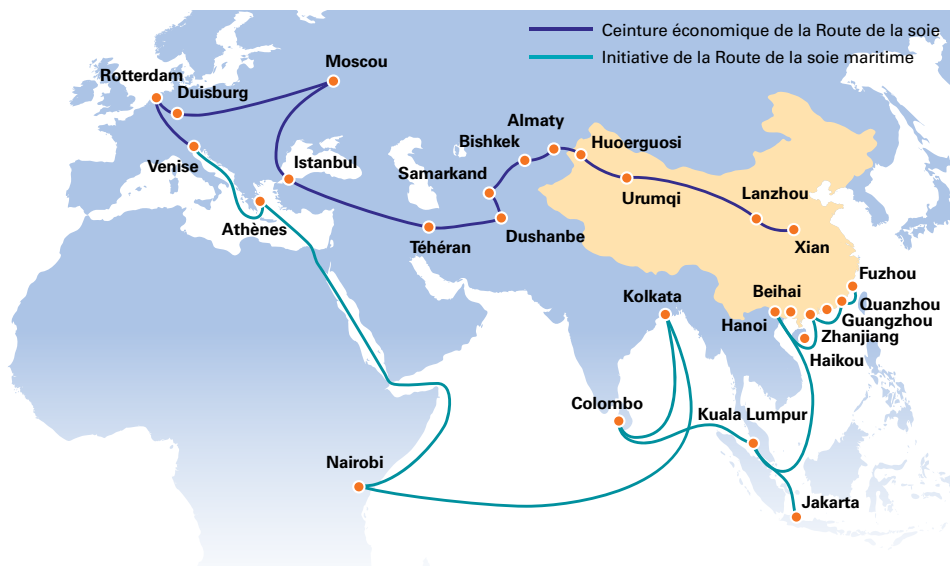 Ceinture économique de la Route de la soie
Initiative de la Route de la soie maritime
Rotterdam
Duisburg
Moscou
Venise
Istanbul
Athènes
Téhéran
Samarkand
Dushanbe
Bishkek
Almaty
Huoerguosi
Urumqi
Lanzhou
Xian
Fuzhou
Quanzhou
Guangzhou
Zhanjiang
Haikou
Beihai
Hanoi
Kolkata
Colombo
Kuala Lumpur
Jakarta
Nairobi